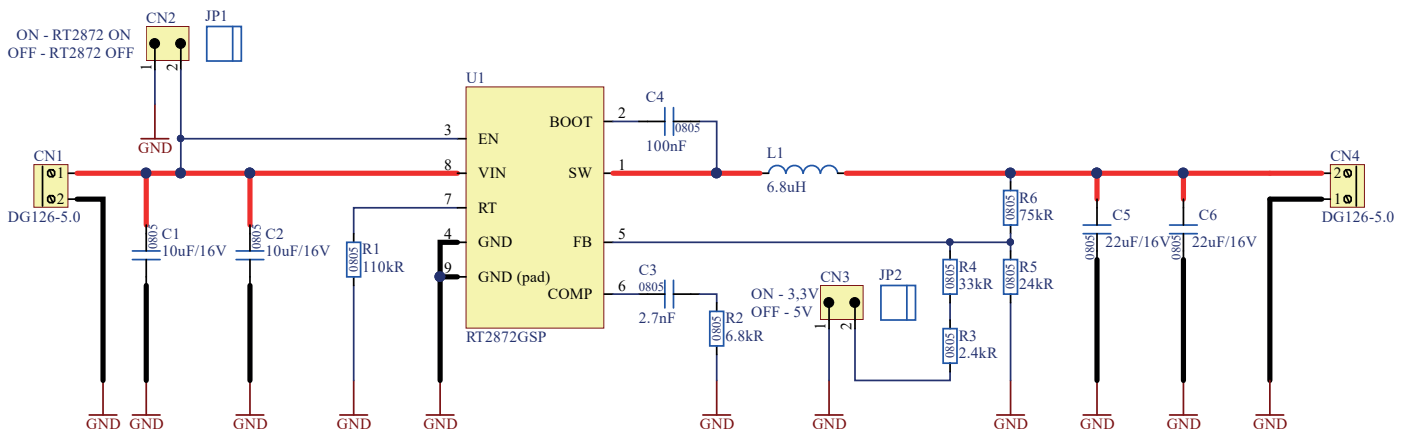 CN2
JP1
ON - RT2872 ON
OFF - RT2872 OFF
1
2
GND
CN1
1
2
DG126-5.0
0805
C1
10uF/16V
0805
C2
10uF/16V
0805
R1
110kR
U1
3
EN
8
VIN
7
RT
4
GND
9
GND (pad)
BOOT
2
SW
1
FB
5
COMP
6
RT2872GSP
C4
0805
100nF
L1
6.8uH
C3
0805
2.7nF
0805
R2
6.8kR
CN3
JP2
ON - 3,3V
OFF - 5V
1
2
0805
R6
75kR
0805
R4
33kR
0805
R5
24kR
0805
R3
2.4kR
C5
0805
22uF/16V
C6
0805
22uF/16V
CN4
2
1
DG126-5.0
GND
GND
GND
GND
GND
GND
GND
GND
GND
GND
GND